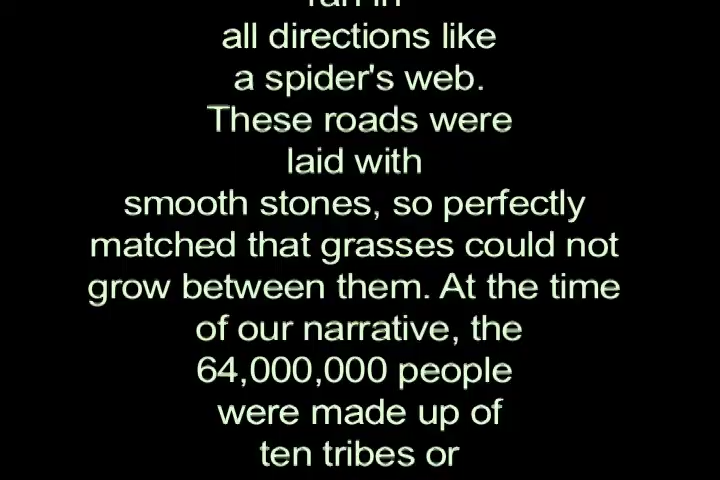 ran in
all directions like
a spider's web.
These roads were
laid with
smooth stones, so perfectly
matched that grasses could not
grow between them. At the time
of our narrative, the
64,000,000 people
were made up of
ten tribes or